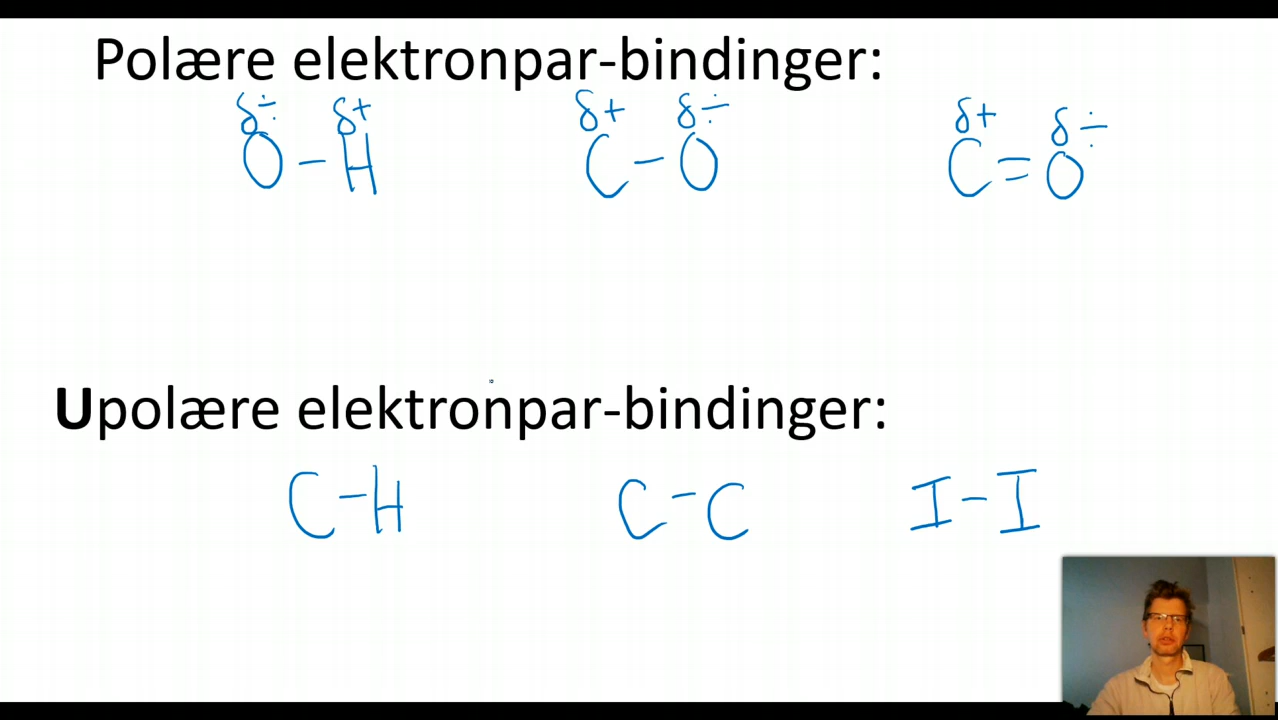 Polære elektronpar-bindinger:
δ÷ δ+ δ+ δ÷ δ+ δ÷
O–H C–O C=O
Upolære elektronpar-bindinger:
C–H C–C I–I